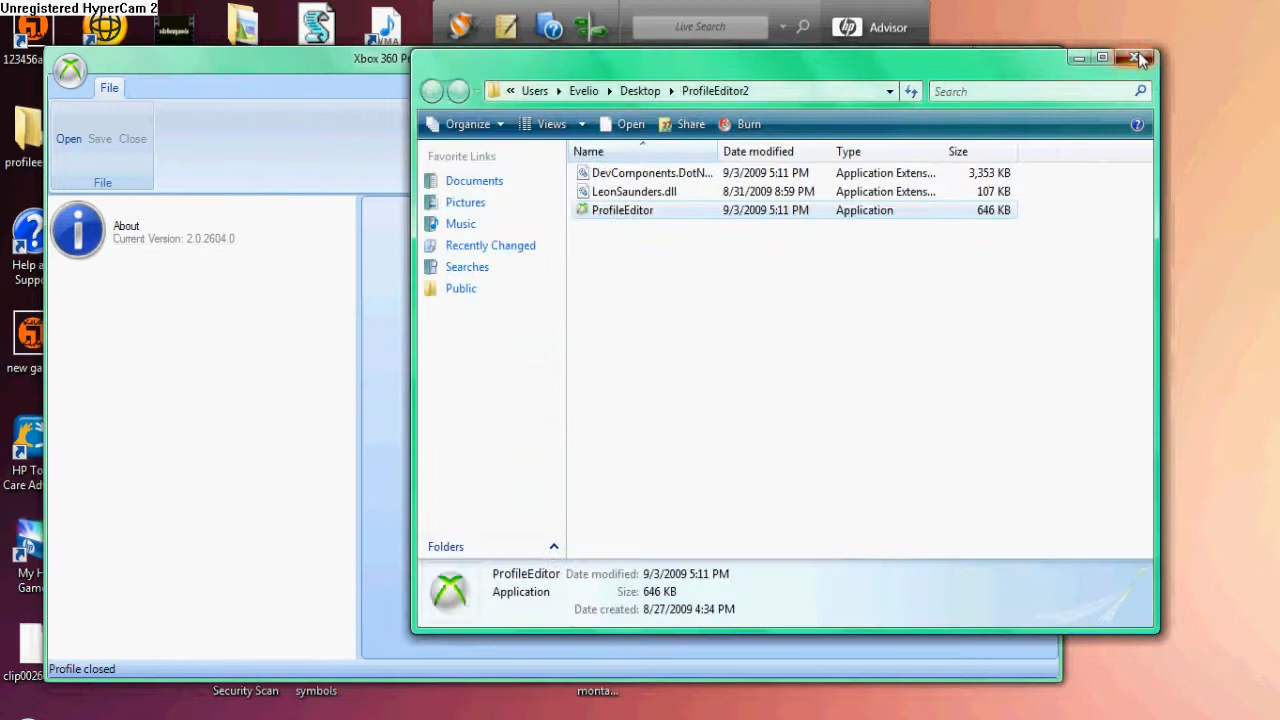 Unregistered HyperCam 2
Live Search
Advisor
123456a
WMA
Xbox 360 Pr
File
Users
Evelio
Desktop
ProfileEditor2
Search
Open Save Close
File
Organize
Views
Open
Share
Burn
Name
Date modified
Type
Size
profilee
Favorite Links
DevComponents.DotN... 9/3/2009 5:11 PM Application Extens... 3,353 KB
Documents
LeonSaunders.dll 8/31/2009 8:59 PM Application Extens... 107 KB
Pictures
ProfileEditor 9/3/2009 5:11 PM Application 646 KB
Music
About
Current Version: 2.0.2604.0
Recently Changed
Searches
Public
Help a
Suppo
new ga
HP To
Care Adv
Folders
ProfileEditor Date modified: 9/3/2009 5:11 PM
Application Size: 646 KB
Date created: 8/27/2009 4:34 PM
My H
Game
Profile closed
clip0026
Security Scan
symbols
monta...